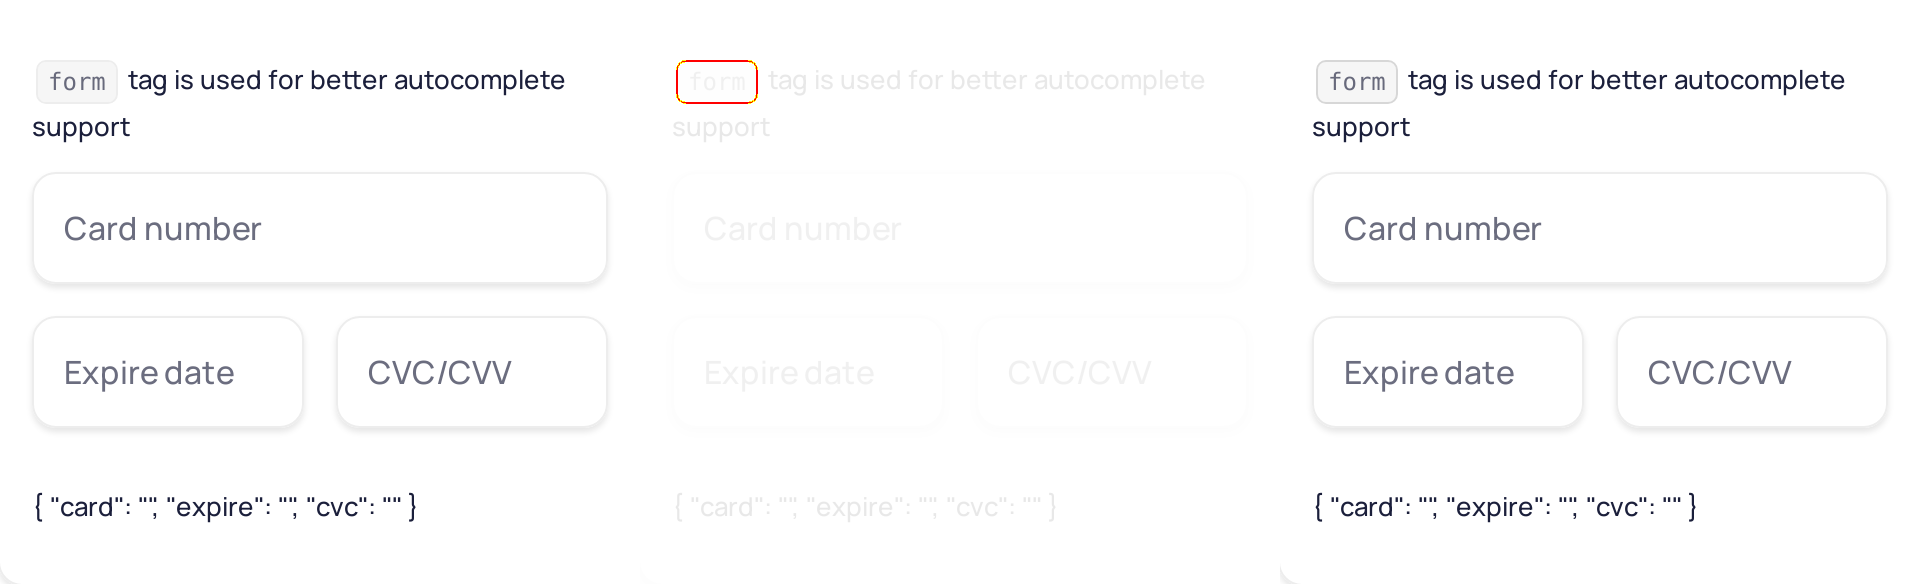 form tag is used for better autocomplete
support
Card number
Expire date
CVC/CVV
{ "card": "", "expire": "", "cvc": "" }
form tag is used for better autocomplete
support
Card number
Expire date
CVC/CVV
{ "card": "", "expire": "", "cvc": "" }
form tag is used for better autocomplete
support
Card number
Expire date
CVC/CVV
{ "card": "", "expire": "", "cvc": "" }